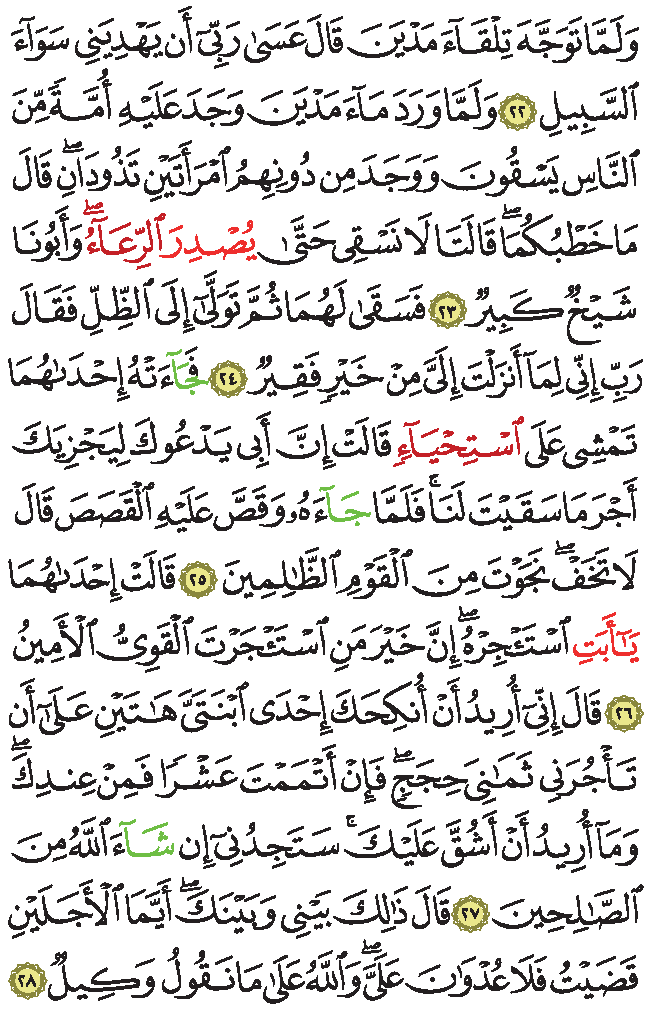 وَلَمَّا تَوَجَّهَ تِلْقَآءَ مَدْيَنَ قَالَ عَسَىٰ رَبِّىٓ أَن يَهْدِيَنِى سَوَآءَ
ٱلسَّبِيلِ ٢٢ وَلَمَّا وَرَدَ مَآءَ مَدْيَنَ وَجَدَ عَلَيْهِ أُمَّةً مِّنَ
ٱلنَّاسِ يَسْقُونَ وَوَجَدَ مِن دُونِهِمُ ٱمْرَأَتَيْنِ تَذُودَانِۖ قَالَ
مَا خَطْبُكُمَاۖ قَالَتَا لَا نَسْقِى حَتَّىٰ يُصْدِرَ ٱلرِّعَآءُۖ وَأَبُونَا
شَيْخٌ كَبِيرٌ ٢٣ فَسَقَىٰ لَهُمَا ثُمَّ تَوَلَّىٰٓ إِلَى ٱلظِّلِّ فَقَالَ
رَبِّ إِنِّى لِمَآ أَنزَلْتَ إِلَىَّ مِنْ خَيْرٍ فَقِيرٌ ٢٤ فَجَآءَتْهُ إِحْدَىٰهُمَا
تَمْشِى عَلَى ٱسْتِحْيَآءٍ قَالَتْ إِنَّ أَبِى يَدْعُوكَ لِيَجْزِيَكَ
أَجْرَ مَا سَقَيْتَ لَنَاۚ فَلَمَّا جَآءَهُۥ وَقَصَّ عَلَيْهِ ٱلْقَصَصَ قَالَ
لَا تَخَفْۖ نَجَوْتَ مِنَ ٱلْقَوْمِ ٱلظَّٰلِمِينَ ٢٥ قَالَتْ إِحْدَىٰهُمَا
يَٰٓأَبَتِ ٱسْتَـْٔجِرْهُۖ إِنَّ خَيْرَ مَنِ ٱسْتَـْٔجَرْتَ ٱلْقَوِىُّ ٱلْأَمِينُ
٢٦ قَالَ إِنِّىٓ أُرِيدُ أَنْ أُنكِحَكَ إِحْدَى ٱبْنَتَىَّ هَٰتَيْنِ عَلَىٰٓ أَن
تَأْجُرَنِى ثَمَٰنِىَ حِجَجٍۖ فَإِنْ أَتْمَمْتَ عَشْرًا فَمِنْ عِندِكَۖ
وَمَآ أُرِيدُ أَنْ أَشُقَّ عَلَيْكَۚ سَتَجِدُنِىٓ إِن شَآءَ ٱللَّهُ مِنَ
ٱلصَّٰلِحِينَ ٢٧ قَالَ ذَٰلِكَ بَيْنِى وَبَيْنَكَۖ أَيَّمَا ٱلْأَجَلَيْنِ
قَضَيْتُ فَلَا عُدْوَٰنَ عَلَىَّۖ وَٱللَّهُ عَلَىٰ مَا نَقُولُ وَكِيلٌ ٢٨